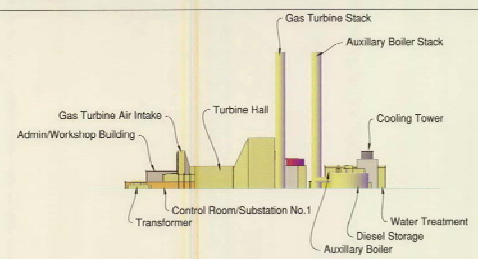 Gas Turbine Stack
Auxillary Boiler Stack
Gas Turbine Air Intake
Turbine Hall
Cooling Tower
Admin/Workshop Building
Control Room/Substation No.1
Transformer
Water Treatment
Diesel Storage
Auxillary Boiler